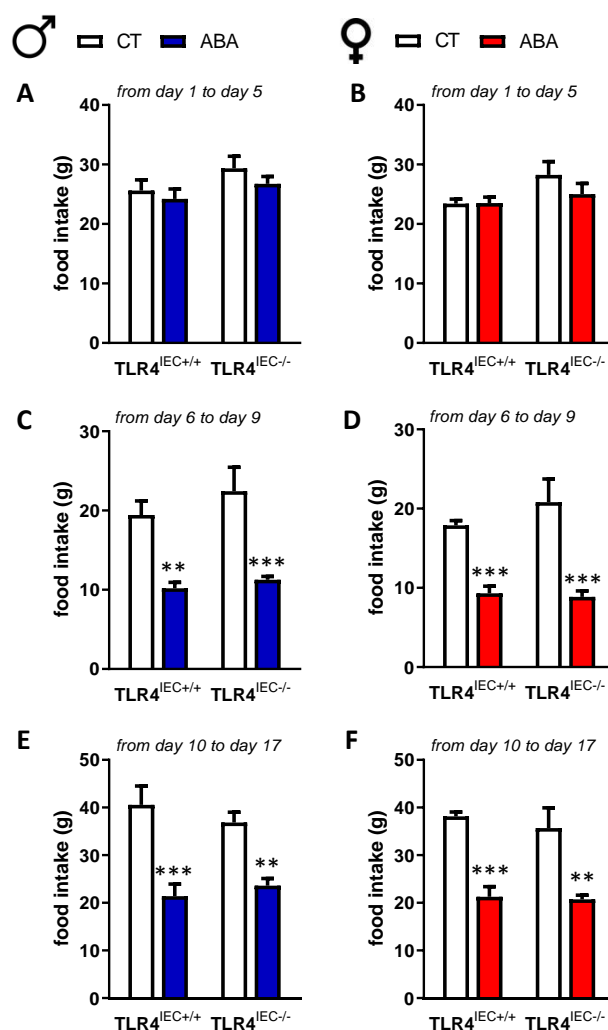 CT ABA CT ABA
A from day 1 to day 5
food intake (g)
40
30
20
10
0
TLR4IEC+/+ TLR4IEC-/-
B from day 1 to day 5
food intake (g)
40
30
20
10
0
TLR4IEC+/+ TLR4IEC-/-
C from day 6 to day 9
food intake (g)
30
20
10
0
** ***
TLR4IEC+/+ TLR4IEC-/-
D from day 6 to day 9
food intake (g)
30
20
10
0
*** ***
TLR4IEC+/+ TLR4IEC-/-
E from day 10 to day 17
food intake (g)
50
40
30
20
10
0
*** **
TLR4IEC+/+ TLR4IEC-/-
F from day 10 to day 17
food intake (g)
50
40
30
20
10
0
*** **
TLR4IEC+/+ TLR4IEC-/-